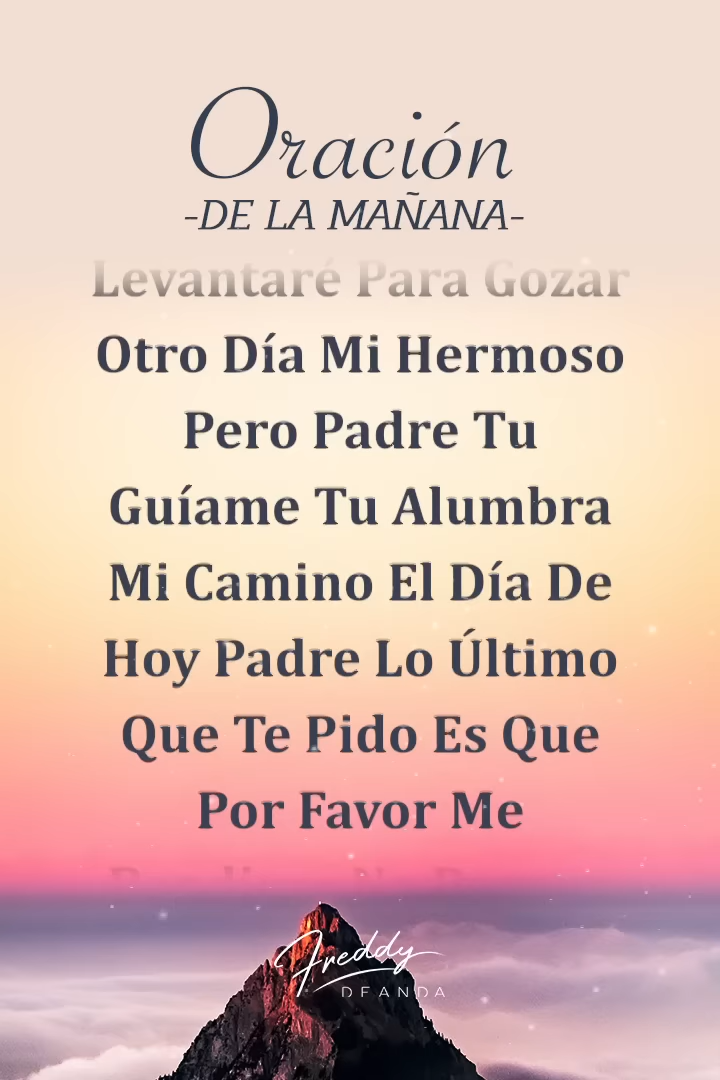 Oración
-DE LA MAÑANA-
Levantaré Para Gozar
Otro Día Mi Hermoso
Pero Padre Tu
Guíame Tu Alumbra
Mi Camino El Día De
Hoy Padre Lo Último
Que Te Pido Es Que
Por Favor Me
Freddy
DEANDA